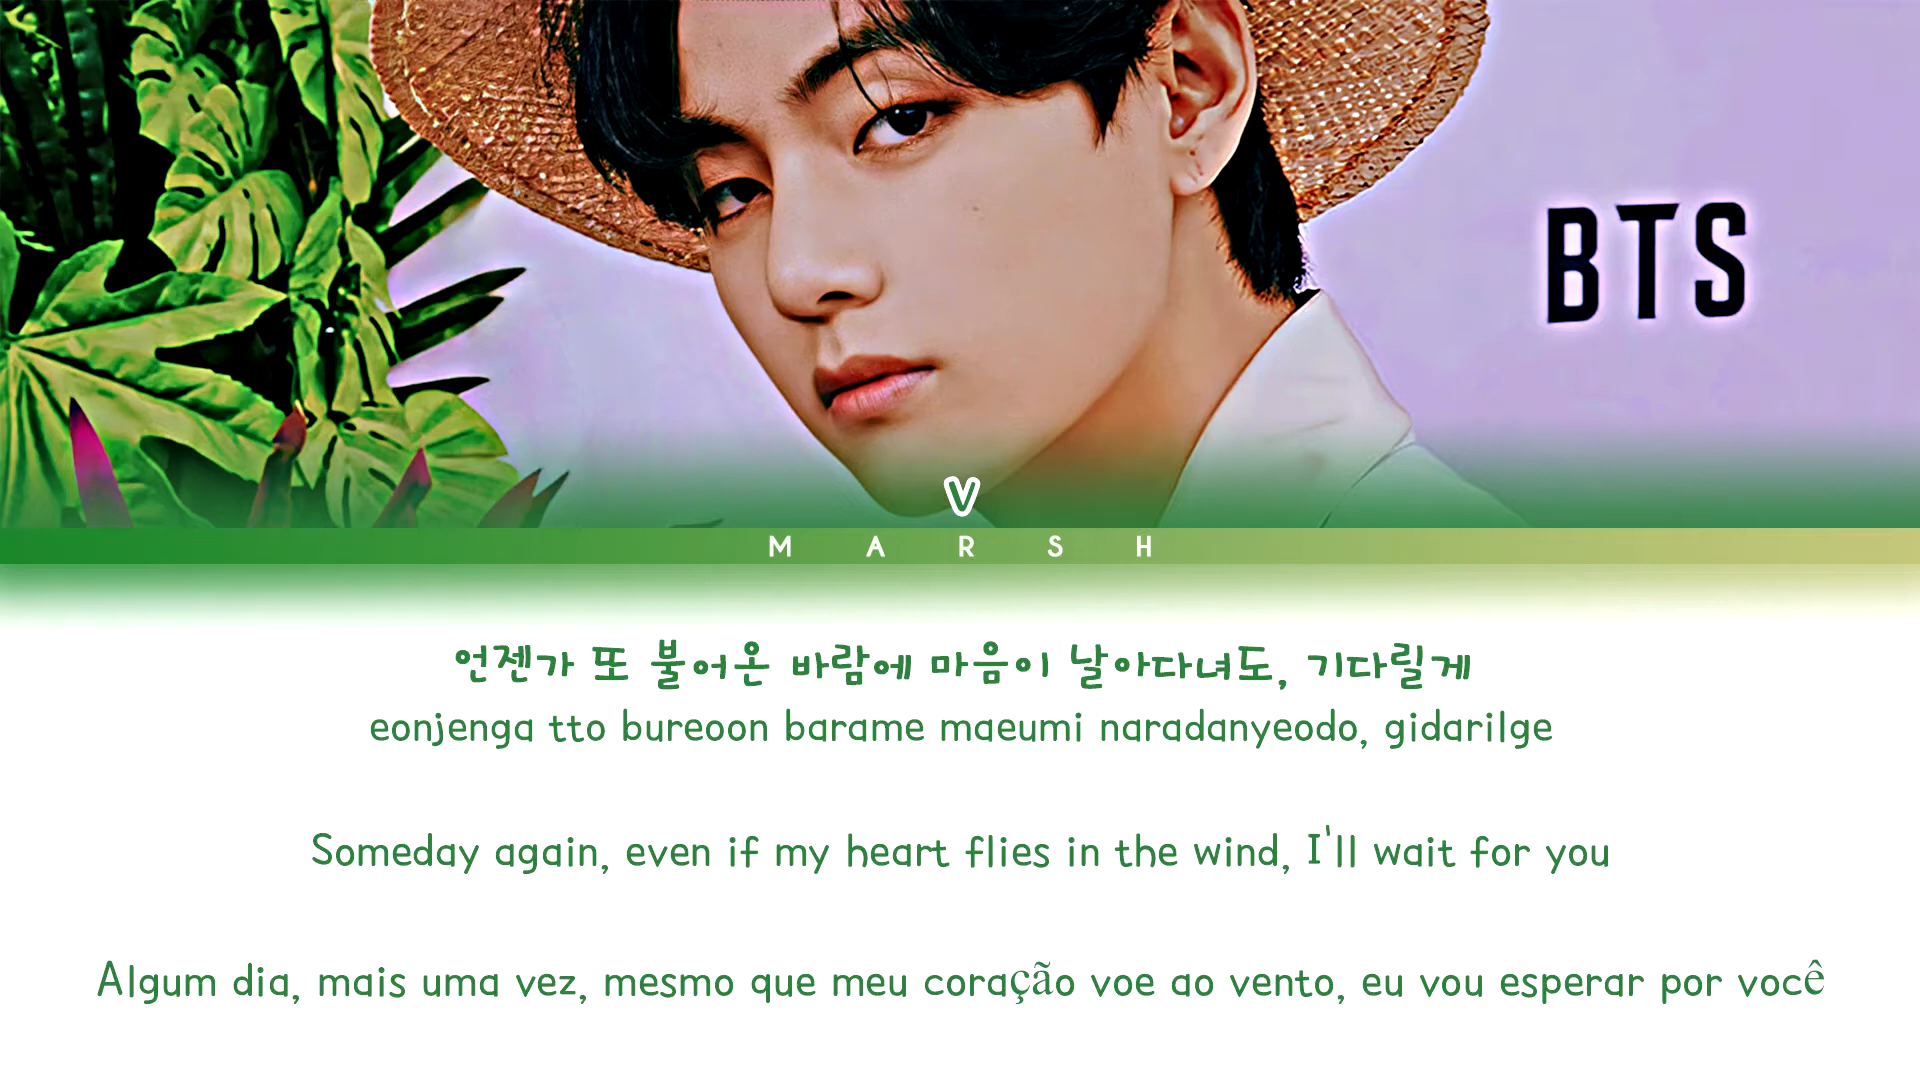 BTS
V
MARSH
언젠가 또 불어온 바람에 마음이 날아다녀도, 기다릴게
eonjenga tto bureoon barame maeumi naradanyeodo, gidarilge
Someday again, even if my heart flies in the wind, I'll wait for you
Algum dia, mais uma vez, mesmo que meu coração voe ao vento, eu vou esperar por você